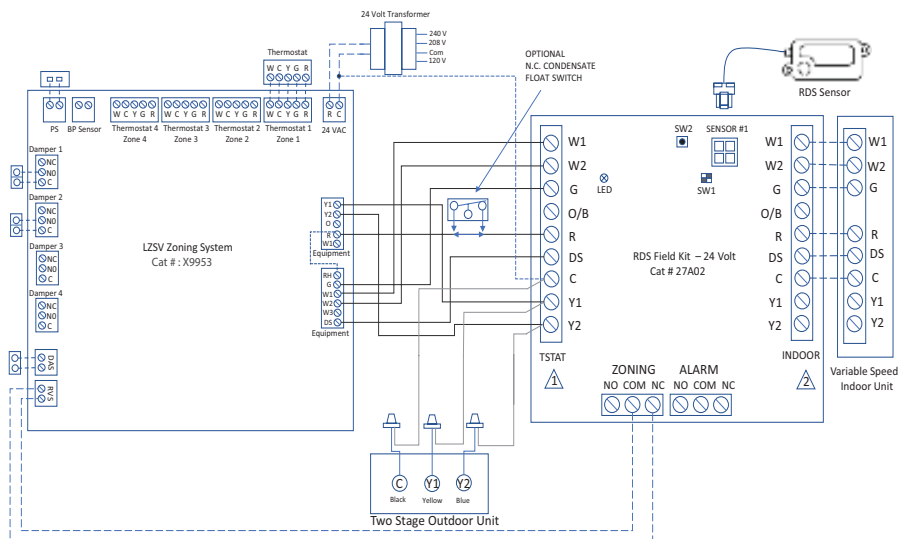 24 Volt Transformer
240 V
208 V
Com
120 V
Thermostat
W C Y G R
OPTIONAL
N.C. CONDENSATE
FLOAT SWITCH
RDS Sensor
PS
BP Sensor
W C Y G R
Thermostat 4
Zone 4
W C Y G R
Thermostat 3
Zone 3
W C Y G R
Thermostat 2
Zone 2
W C Y G R
Thermostat 1
Zone 1
R C
24 VAC
Damper 1
NC
N0
C
Damper 2
NC
N0
C
Damper 3
NC
N0
C
Damper 4
NC
N0
C
DAS
RVS
LZSV Zoning System
Cat # : X9953
Y1
Y2
O
R
W1
Equipment
RH
G
W1
W2
W3
DS
Equipment
W1
W2
G
O/B
R
DS
C
Y1
Y2
TSTAT
1
LED
SW2
SENSOR #1
SW1
RDS Field Kit – 24 Volt
Cat # 27A02
ZONING
NO COM NC
ALARM
NO COM NC
W1
W2
G
O/B
R
DS
C
Y1
Y2
INDOOR
2
W1
W2
G
R
DS
C
Y1
Y2
Variable Speed
Indoor Unit
C
Y1
Y2
Black
Yellow
Blue
Two Stage Outdoor Unit